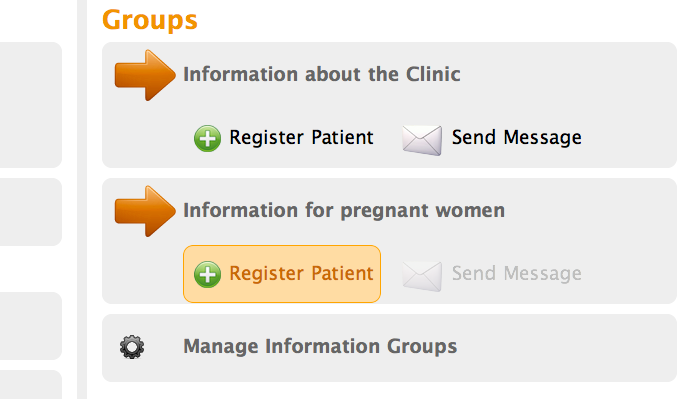 Groups
Information about the Clinic
Register Patient Send Message
Information for pregnant women
Register Patient Send Message
Manage Information Groups